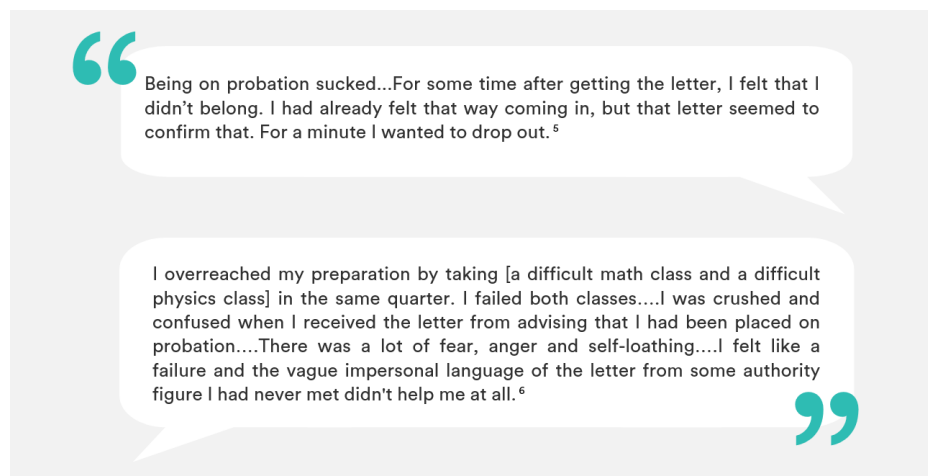 “
Being on probation sucked...For some time after getting the letter, I felt that I
didn’t belong. I had already felt that way coming in, but that letter seemed to
confirm that. For a minute I wanted to drop out.⁵
I overreached my preparation by taking [a difficult math class and a difficult
physics class] in the same quarter. I failed both classes....I was crushed and
confused when I received the letter from advising that I had been placed on
probation....There was a lot of fear, anger and self-loathing....I felt like a
failure and the vague impersonal language of the letter from some authority
figure I had never met didn't help me at all.⁶
”